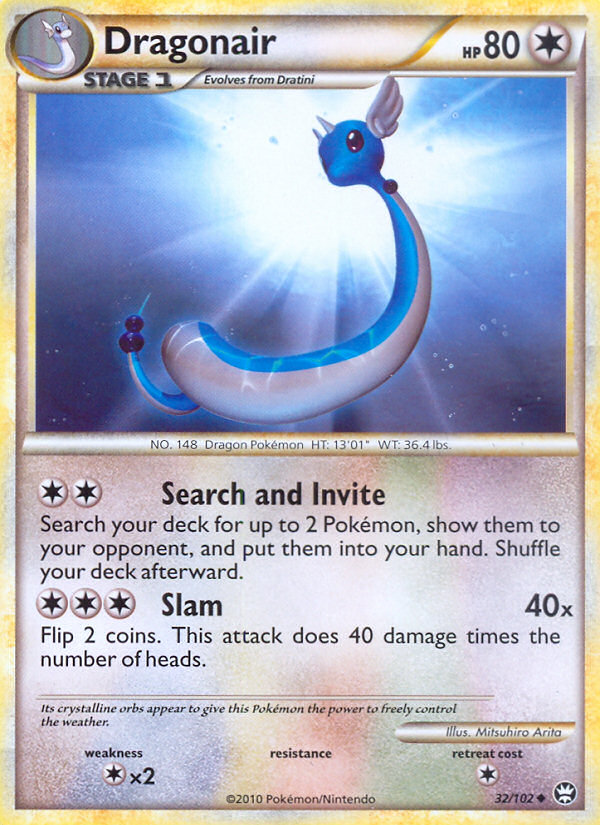 Dragonair
HP 80
STAGE 1
Evolves from Dratini
NO. 148 Dragon Pokémon HT: 13'01" WT: 36.4 lbs.
Search and Invite
Search your deck for up to 2 Pokémon, show them to
your opponent, and put them into your hand. Shuffle
your deck afterward.
Slam 40x
Flip 2 coins. This attack does 40 damage times the
number of heads.
Its crystalline orbs appear to give this Pokémon the power to freely control
the weather.
Illus. Mitsuhiro Arita
weakness resistance retreat cost
×2
©2010 Pokémon/Nintendo 32/102